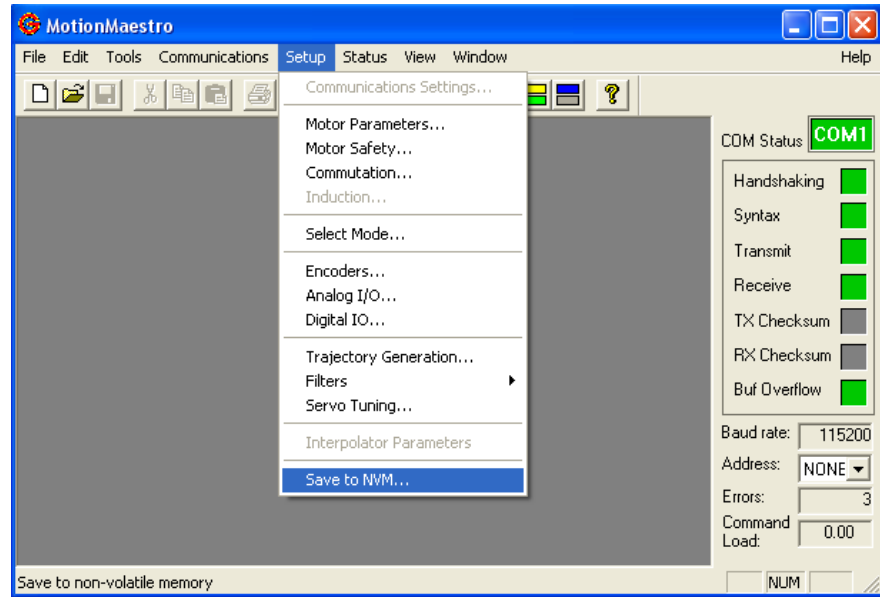 MotionMaestro
File Edit Tools Communications Setup Status View Window Help
Communications Settings...
Motor Parameters...
Motor Safety...
Commutation...
Induction...
Select Mode...
Encoders...
Analog I/O...
Digital IO...
Trajectory Generation...
Filters
Servo Tuning...
Interpolator Parameters
Save to NVM...
COM Status COM1
Handshaking
Syntax
Transmit
Receive
TX Checksum
RX Checksum
Buf Overflow
Baud rate: 115200
Address: NONE
Errors: 3
Command
Load: 0.00
Save to non-volatile memory NUM